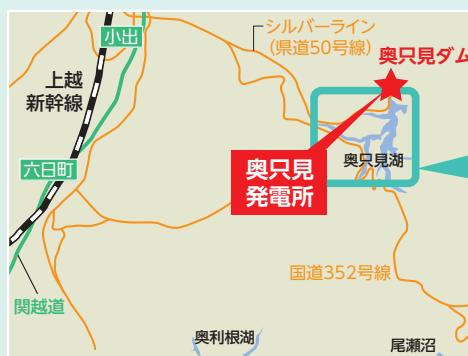 シルバーライン
(県道50号線)
小出
奥只見ダム
上越
新幹線
六日町
奥只見
発電所
奥只見湖
国道352号線
関越道
奥利根湖
尾瀬沼